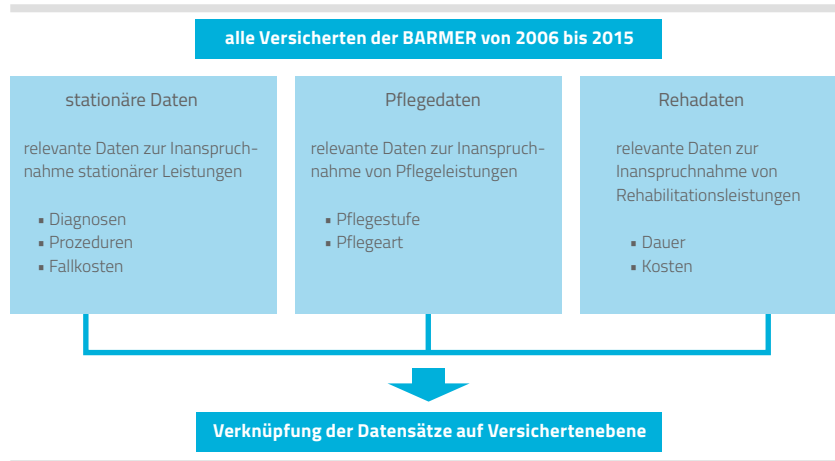 alle Versicherten der BARMER von 2006 bis 2015
stationäre Daten
relevante Daten zur Inanspruch-
nahme stationärer Leistungen
▪ Diagnosen
▪ Prozeduren
▪ Fallkosten
Pflegedaten
relevante Daten zur Inanspruch-
nahme von Pflegeleistungen
▪ Pflegestufe
▪ Pflegeart
Rehadaten
relevante Daten zur
Inanspruchnahme von
Rehabilitationsleistungen
▪ Dauer
▪ Kosten
Verknüpfung der Datensätze auf Versichertenebene